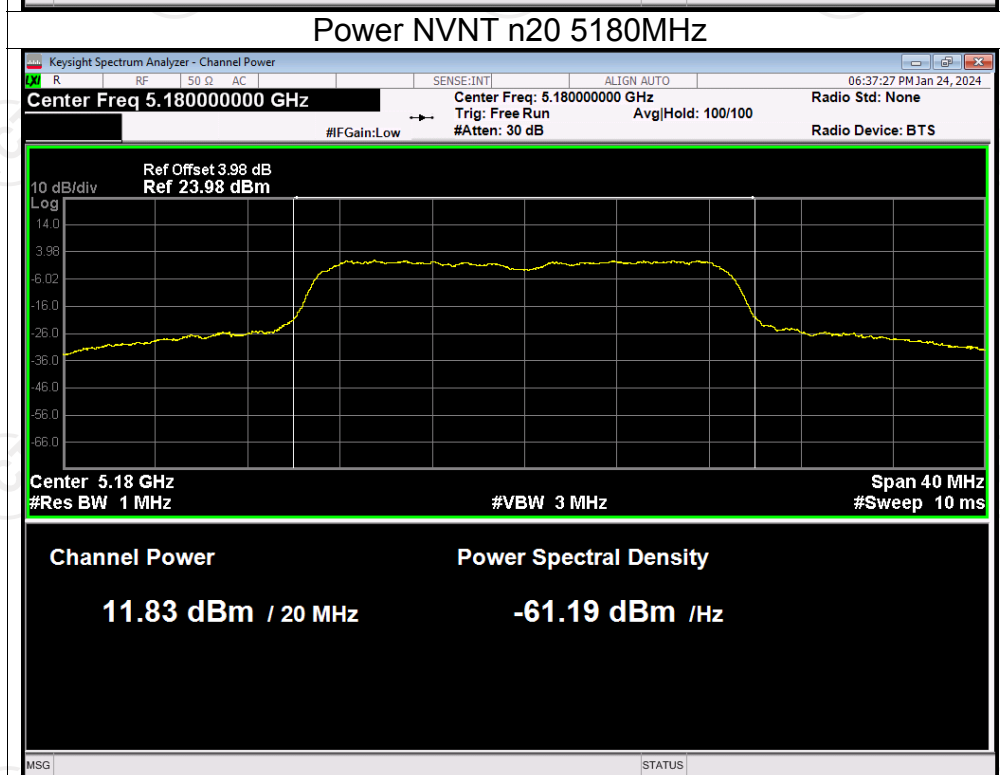 Power NVNT n20 5180MHz
Keysight Spectrum Analyzer - Channel Power
LXI R RF 50 Ω AC SENSE:INT ALIGN AUTO 06:37:27 PM Jan 24, 2024
Center Freq 5.180000000 GHz Center Freq: 5.180000000 GHz Radio Std: None
Trig: Free Run Avg|Hold: 100/100
#IFGain:Low #Atten: 30 dB Radio Device: BTS
Ref Offset 3.98 dB
10 dB/div Ref 23.98 dBm
Log
14.0
3.98
-6.02
-16.0
-26.0
-36.0
-46.0
-56.0
-66.0
Center 5.18 GHz Span 40 MHz
#Res BW 1 MHz #VBW 3 MHz #Sweep 10 ms
Channel Power Power Spectral Density
11.83 dBm / 20 MHz -61.19 dBm /Hz
MSG STATUS